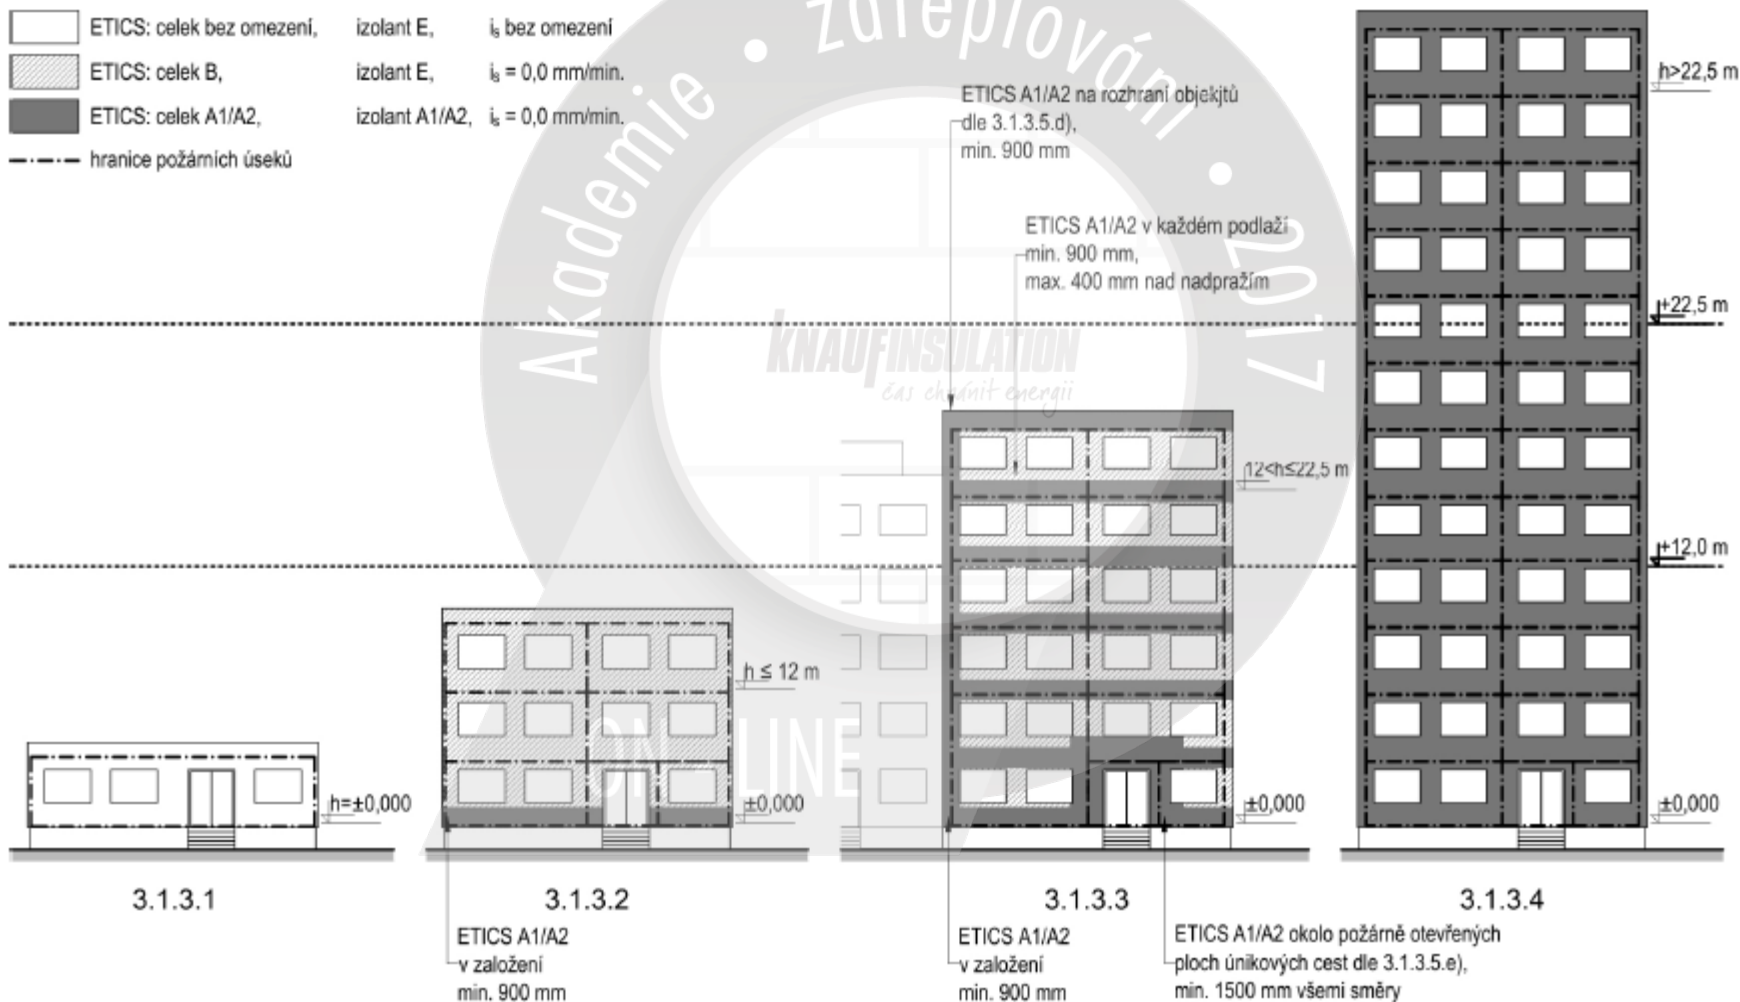 ETICS: celek bez omezení, izolant E, is bez omezení
ETICS: celek B, izolant E, is = 0,0 mm/min.
ETICS: celek A1/A2, izolant A1/A2, is = 0,0 mm/min.
hranice požárních úseků
Akademie • zateplování • 2017
KNAUFINSULATION
čas chránit energii
ON-LINE
ETICS A1/A2 na rozhraní objekjtů
dle 3.1.3.5.d),
min. 900 mm
ETICS A1/A2 v každém podlaží
min. 900 mm,
max. 400 mm nad nadpražím
h>22,5 m
+22,5 m
12<h≤22,5 m
+12,0 m
h ≤ 12 m
h=±0,000
±0,000
±0,000
±0,000
3.1.3.1
3.1.3.2
3.1.3.3
3.1.3.4
ETICS A1/A2
v založení
min. 900 mm
ETICS A1/A2
v založení
min. 900 mm
ETICS A1/A2 okolo požárně otevřených
ploch únikových cest dle 3.1.3.5.e),
min. 1500 mm všemi směry